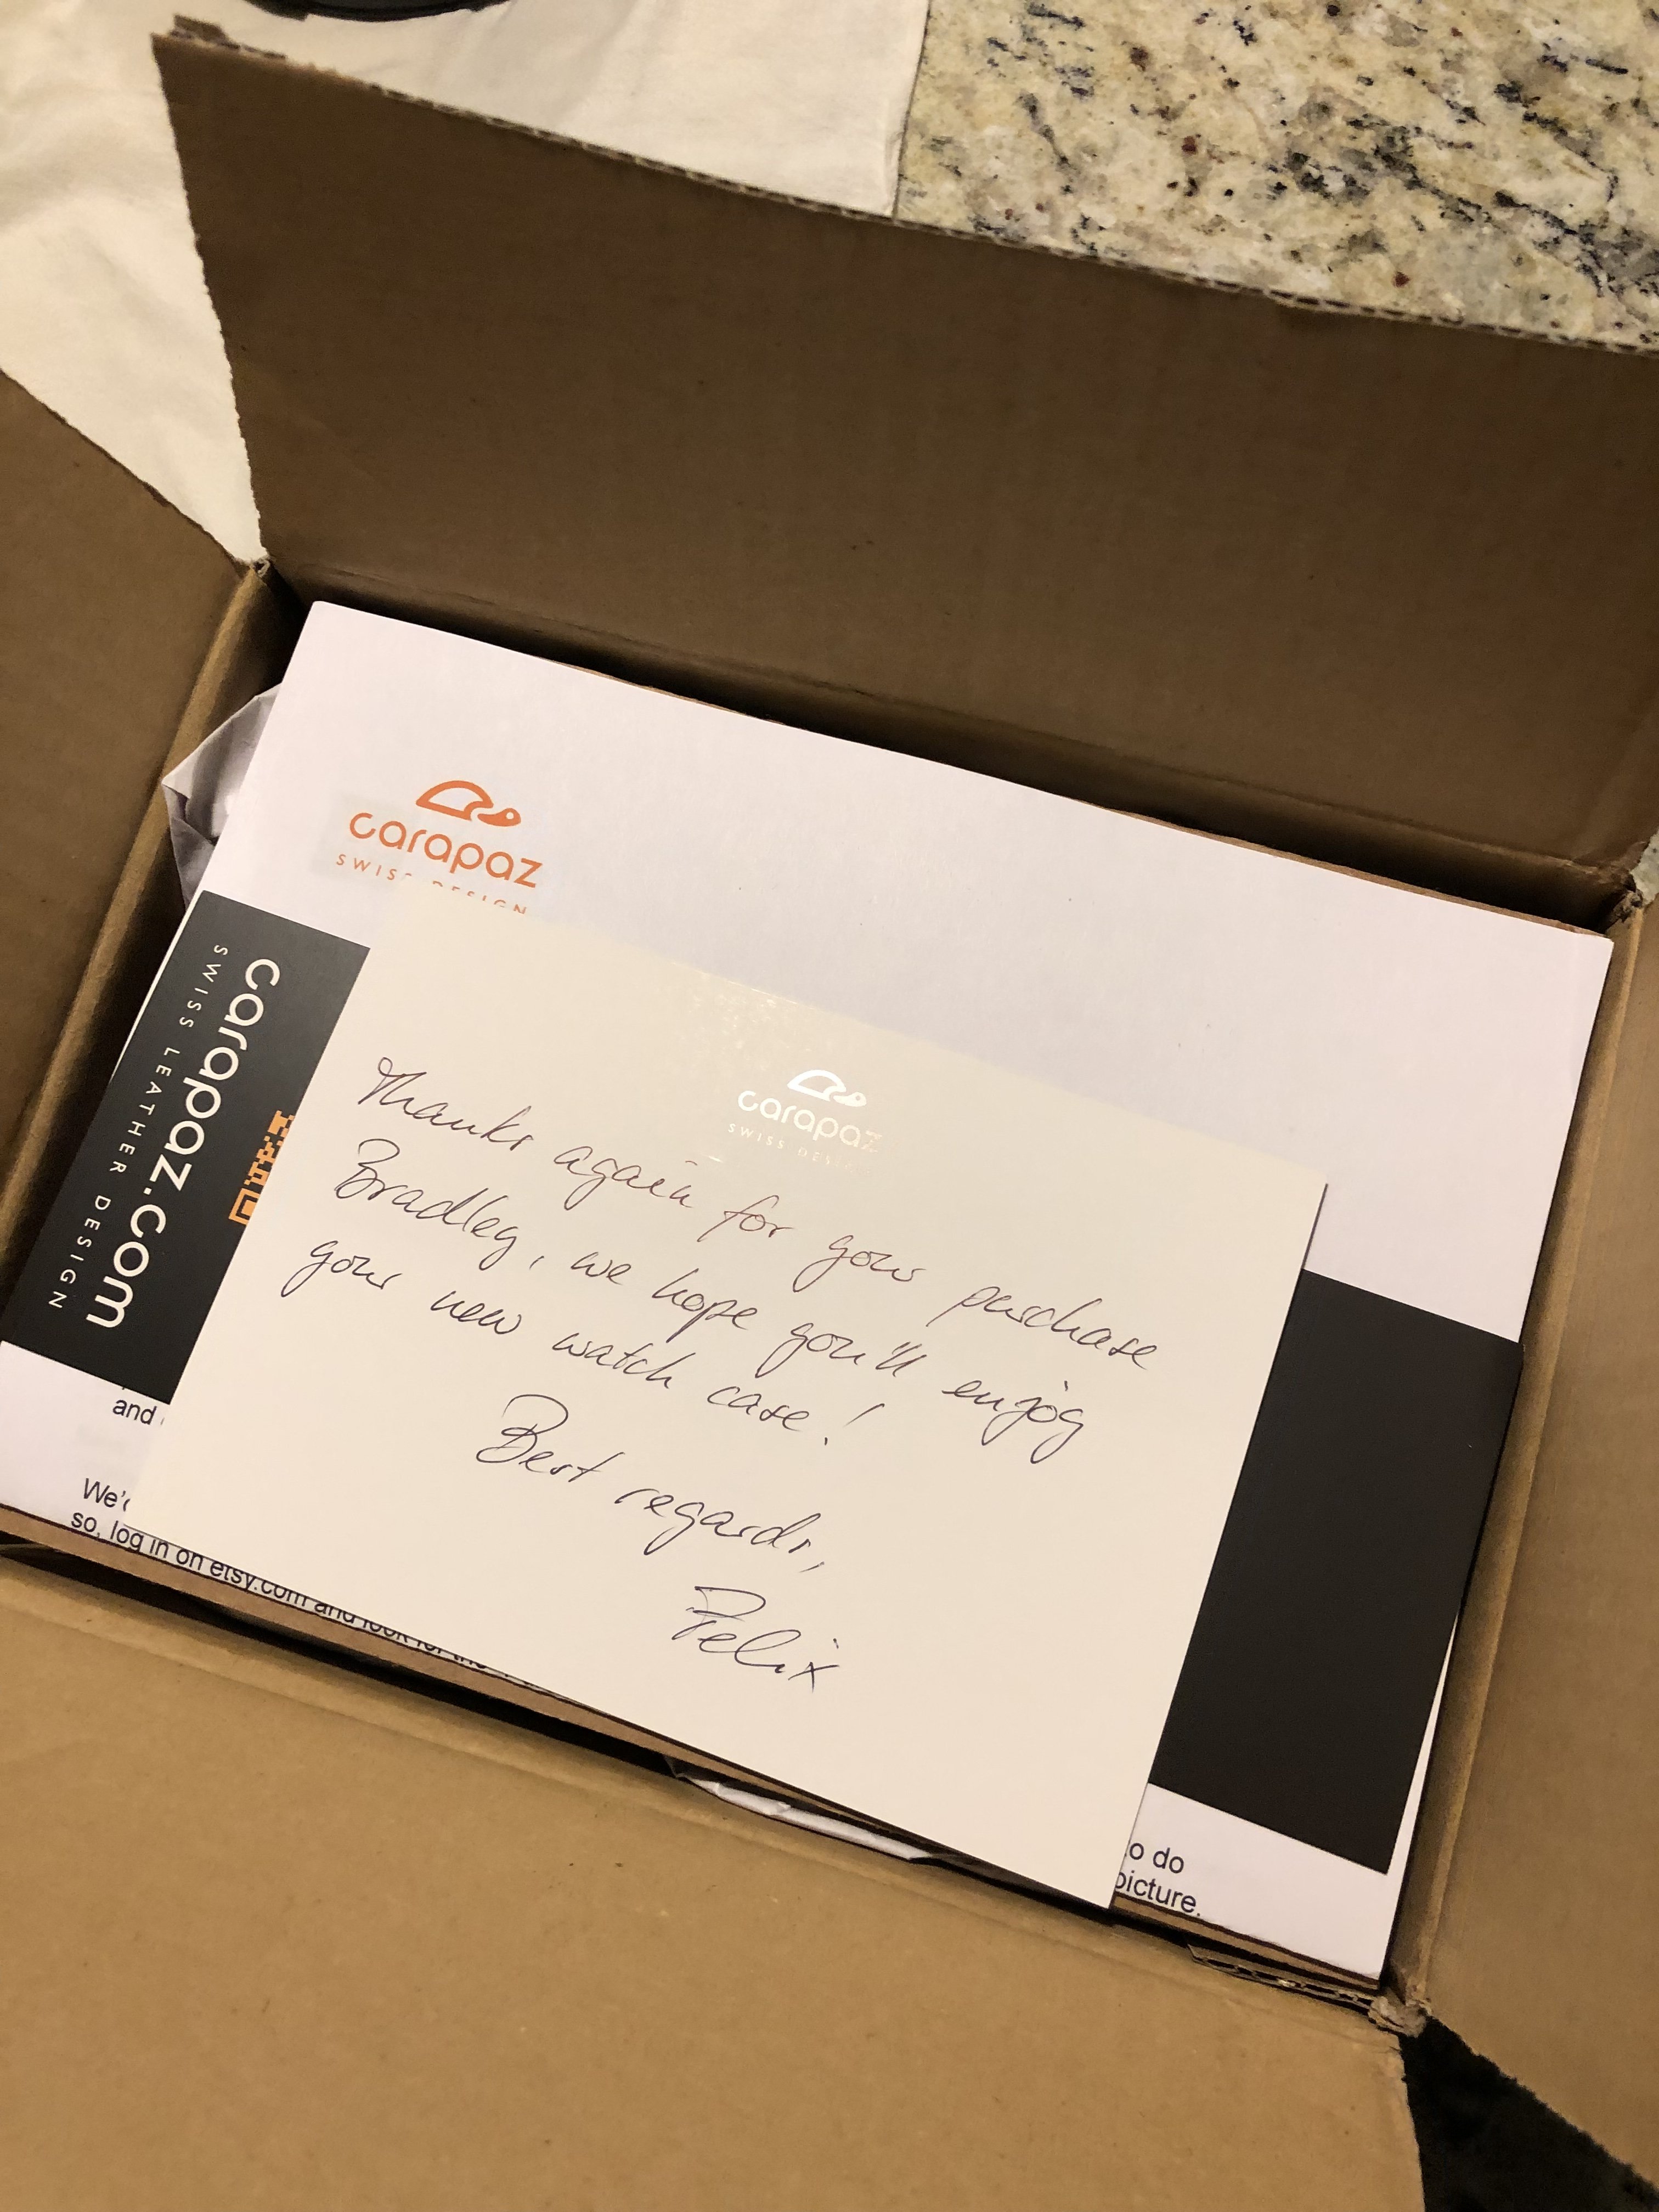 carapaz
SWISS DESIGN
carapaz.com
SWISS LEATHER DESIGN
carapaz
SWISS DESIGN
Thanks again for your purchase
Bradley, we hope you'll enjoy
your new watch case!
Best regards,
Felix
and
We'
so, log in on etsy.com and look for the
o do
picture.